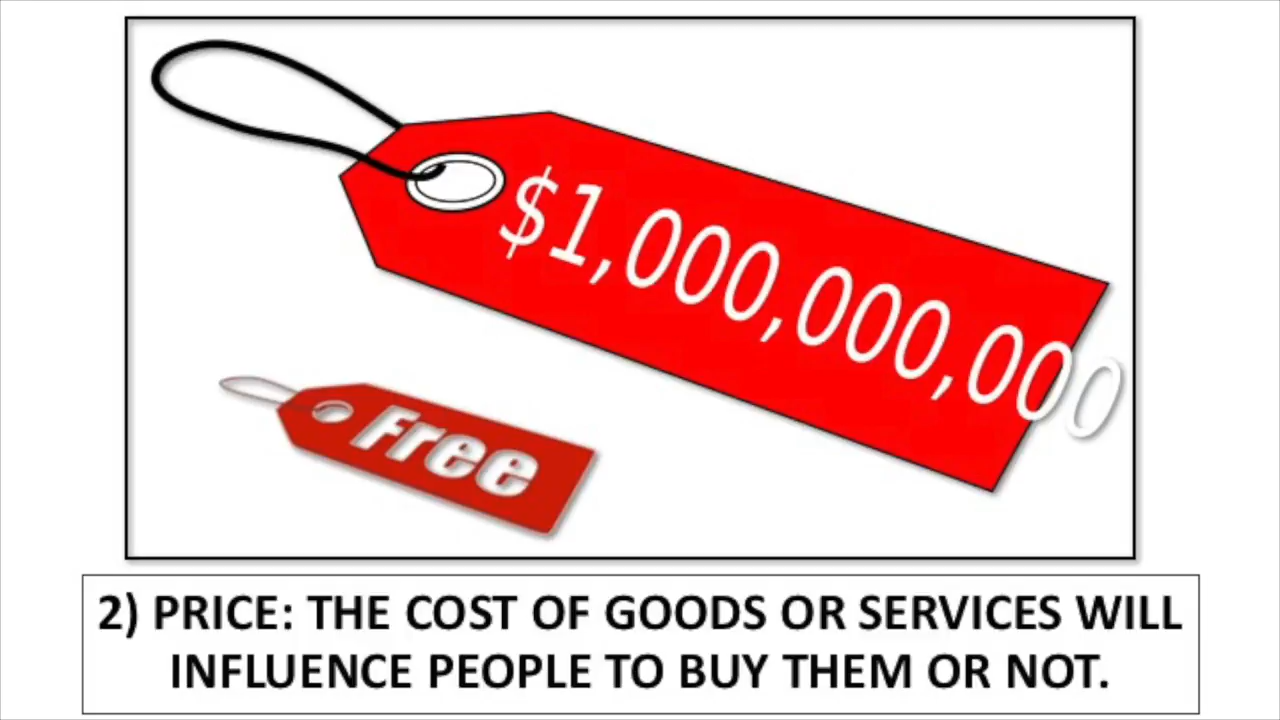 $1,000,000,000
Free
2) PRICE: THE COST OF GOODS OR SERVICES WILL
INFLUENCE PEOPLE TO BUY THEM OR NOT.